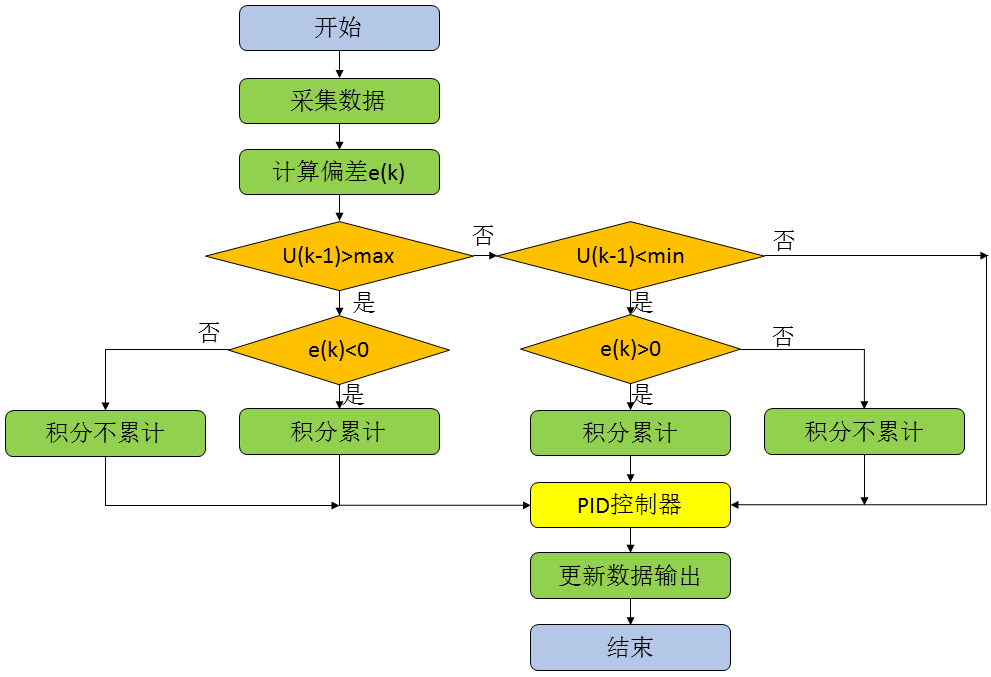 开始
采集数据
计算偏差e(k)
U(k-1)>max
否
U(k-1)<min
否
是
是
否
e(k)<0
e(k)>0
否
是
是
积分不累计
积分累计
积分累计
积分不累计
PID控制器
更新数据输出
结束